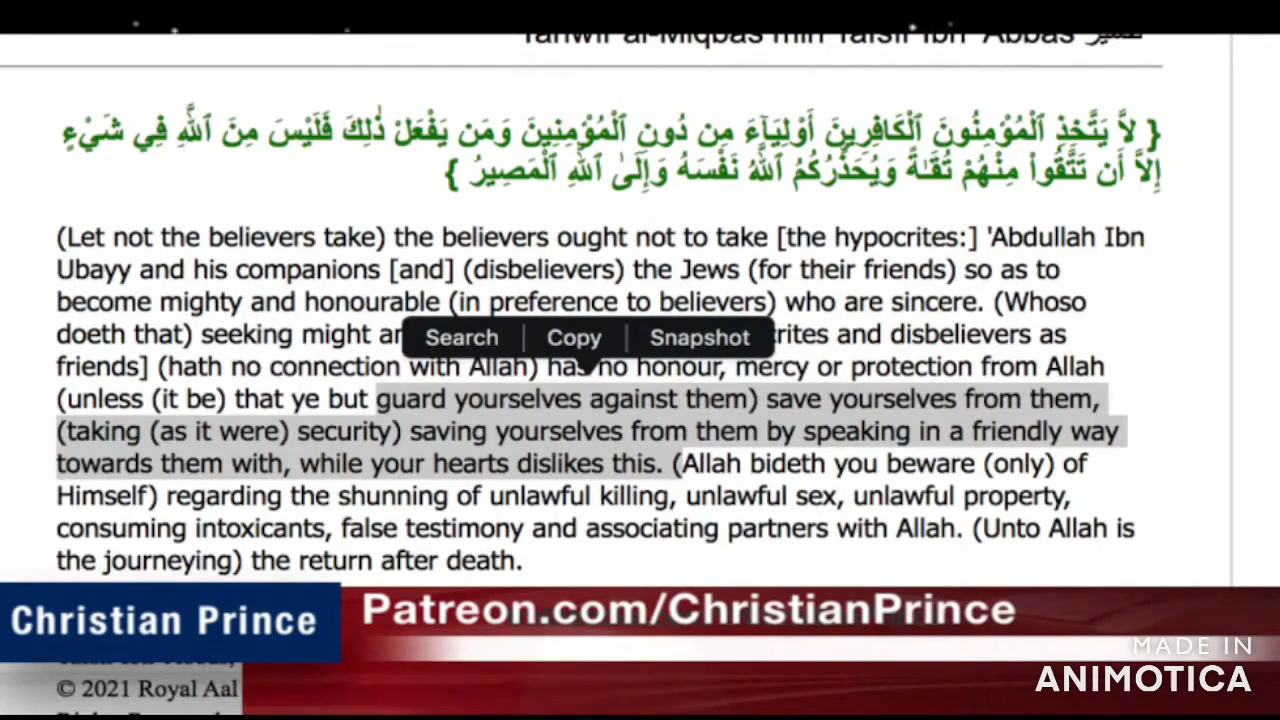 Tanwîr al-Miqbâs min Tafsîr Ibn 'Abbâs تفسير
{ لاَّ يَتَّخِذِ ٱلْمُؤْمِنُونَ ٱلْكَافِرِينَ أَوْلِيَآءَ مِن دُونِ ٱلْمُؤْمِنِينَ وَمَن يَفْعَلْ ذٰلِكَ فَلَيْسَ مِنَ ٱللَّهِ فِي شَيْءٍ
إِلاَّ أَن تَتَّقُواْ مِنْهُمْ تُقَـٰةً وَيُحَذِّرُكُمُ ٱللَّهُ نَفْسَهُ وَإِلَىٰ ٱللَّهِ ٱلْمَصِيرُ }
(Let not the believers take) the believers ought not to take [the hypocrites:] 'Abdullah Ibn
Ubayy and his companions [and] (disbelievers) the Jews (for their friends) so as to
become mighty and honourable (in preference to believers) who are sincere. (Whoso
doeth that) seeking might
Search Copy Snapshot
and disbelievers as
friends] (hath no connection with Allah) has no honour, mercy or protection from Allah
(unless (it be) that ye but guard yourselves against them) save yourselves from them,
(taking (as it were) security) saving yourselves from them by speaking in a friendly way
towards them with, while your hearts dislikes this. (Allah bideth you beware (only) of
Himself) regarding the shunning of unlawful killing, unlawful sex, unlawful property,
consuming intoxicants, false testimony and associating partners with Allah. (Unto Allah is
the journeying) the return after death.
Christian Prince
Patreon.com/ChristianPrince
MADE IN
ANIMOTICA
© 2021 Royal Aal